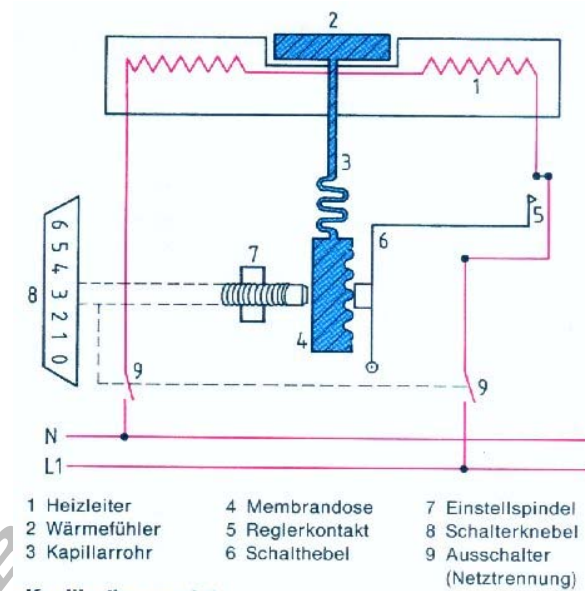 2
1
3
5
6
7
6 5 4 3 2 1 0
8
4
9
9
N
L1
1 Heizleiter
2 Wärmefühler
3 Kapillarrohr
4 Membrandose
5 Reglerkontakt
6 Schalthebel
7 Einstellspindel
8 Schalterknebel
9 Ausschalter
(Netztrennung)